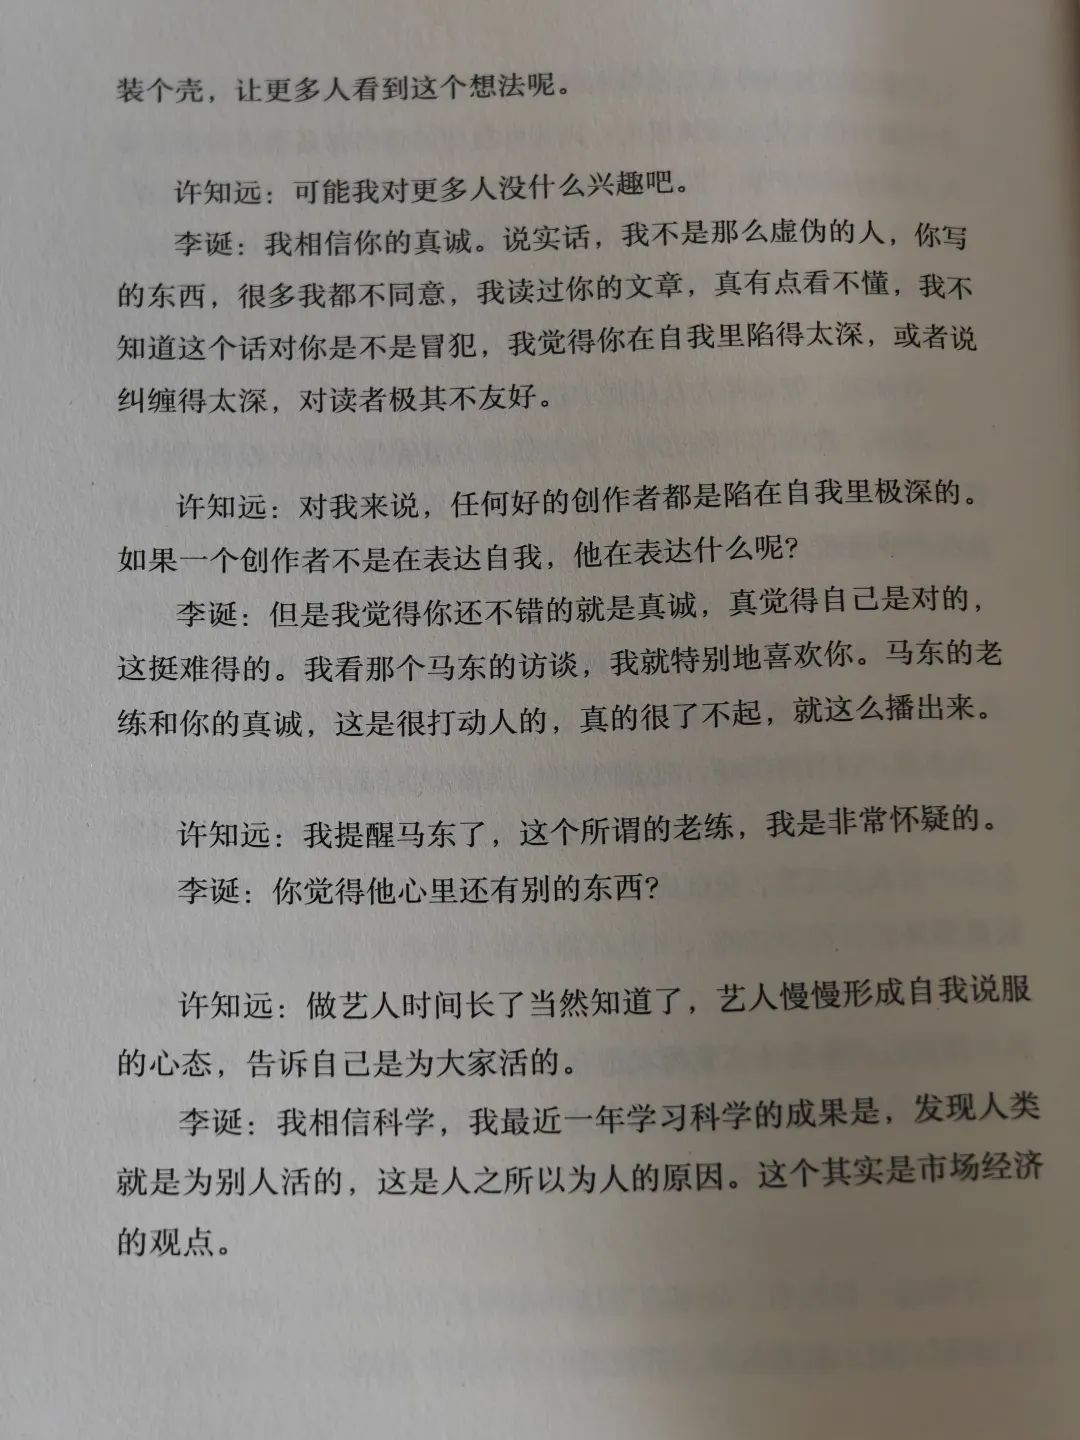 装个壳，让更多人看到这个想法呢。
许知远：可能我对更多人没什么兴趣吧。
李诞：我相信你的真诚。说实话，我不是那么虚伪的人，你写
的东西，很多我都不同意，我读过你的文章，真有点看不懂，我不
知道这个话对你是不是冒犯，我觉得你在自我里陷得太深，或者说
纠缠得太深，对读者极其不友好。
许知远：对我来说，任何好的创作者都是陷在自我里极深的。
如果一个创作者不是在表达自我，他在表达什么呢？
李诞：但是我觉得你还不错的就是真诚，真觉得自己是对的，
这挺难得的。我看那个马东的访谈，我就特别地喜欢你。马东的老
练和你的真诚，这是很打动人的，真的很了不起，就这么播出来。
许知远：我提醒马东了，这个所谓的老练，我是非常怀疑的。
李诞：你觉得他心里还有别的东西？
许知远：做艺人时间长了当然知道了，艺人慢慢形成自我说服
的心态，告诉自己是为大家活的。
李诞：我相信科学，我最近一年学习科学的成果是，发现人类
就是为别人活的，这是人之所以为人的原因。这个其实是市场经济
的观点。